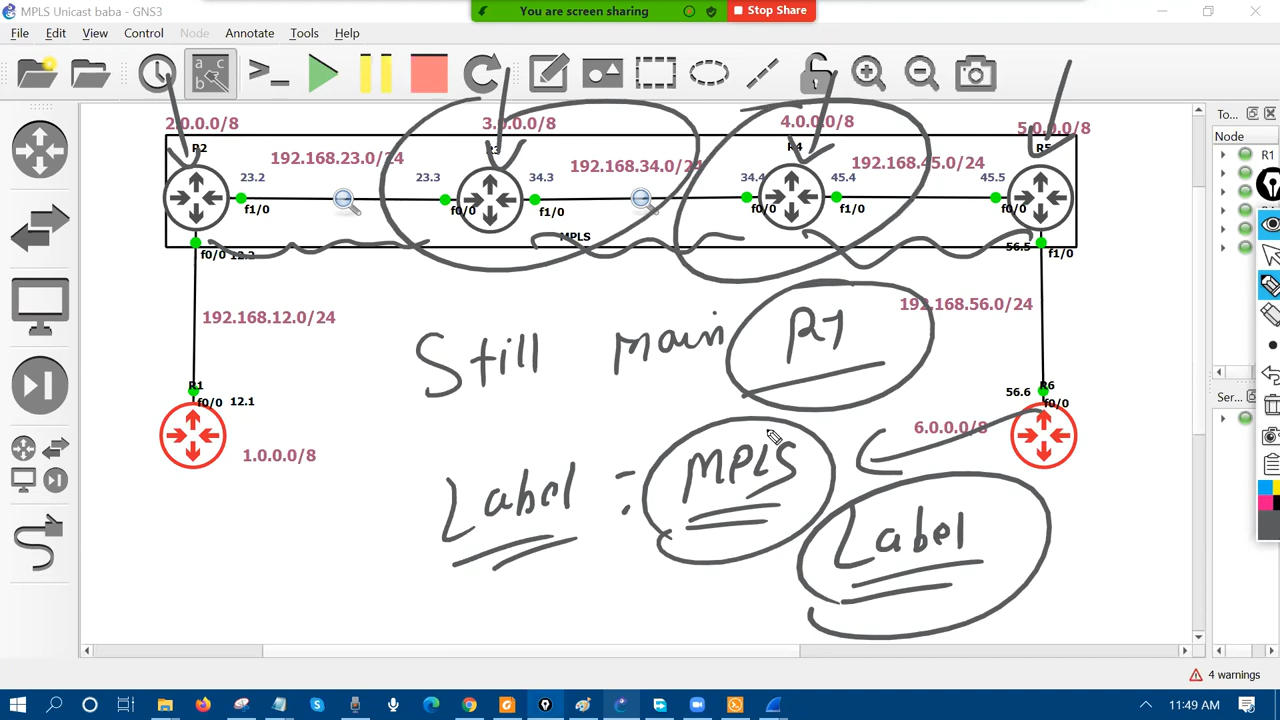 MPLS Unicast baba - GNS3
You are screen sharing
Stop Share
File Edit View Control Node Annotate Tools Help
2.0.0.0/8
3.0.0.0/8
4.0.0.0/8
5.0.0.0/8
R2
R4
R5
192.168.23.0/24
192.168.34.0/24
192.168.45.0/24
23.2
23.3
34.3
34.4
45.4
45.5
f1/0
f0/0
f1/0
f0/0
f1/0
f0/0
MPLS
f0/0 12.2
56.5
f1/0
192.168.12.0/24
192.168.56.0/24
Still main R1
R1
f0/0 12.1
56.6
R6
f0/0
1.0.0.0/8
6.0.0.0/8
Label : MPLS
Label
To...
Node
R1
Ser...
4 warnings
11:49 AM